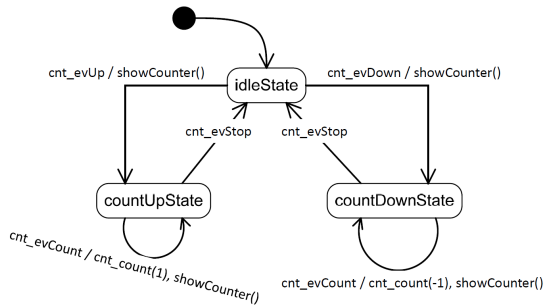 cnt_evUp / showCounter()
cnt_evDown / showCounter()
idleState
cnt_evStop
cnt_evStop
countUpState
countDownState
cnt_evCount / cnt_count(1), showCounter()
cnt_evCount / cnt_count(-1), showCounter()